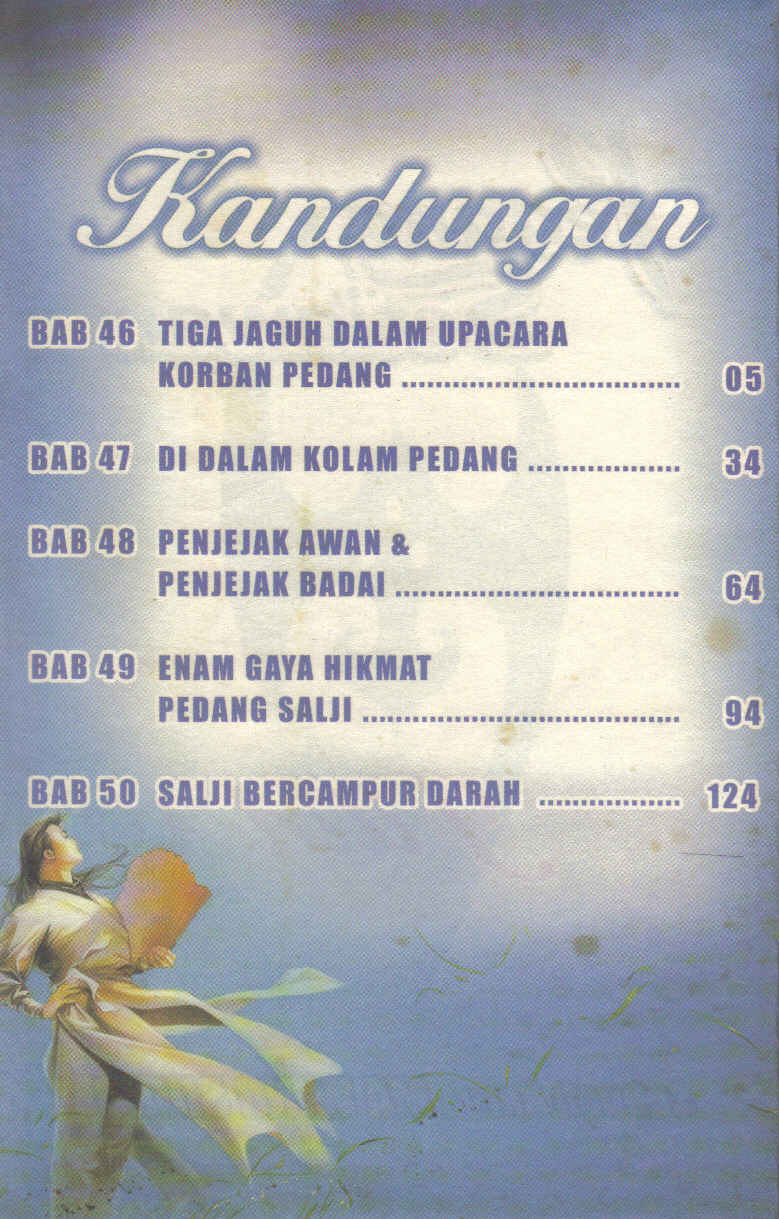 Kandungan
BAB 46 TIGA JAGUH DALAM UPACARA
KORBAN PEDANG ................................. 05
BAB 47 DI DALAM KOLAM PEDANG .................. 34
BAB 48 PENJEJAK AWAN &
PENJEJAK BADAI .................................. 64
BAB 49 ENAM GAYA HIKMAT
PEDANG SALJI ...................................... 94
BAB 50 SALJI BERCAMPUR DARAH ................. 124